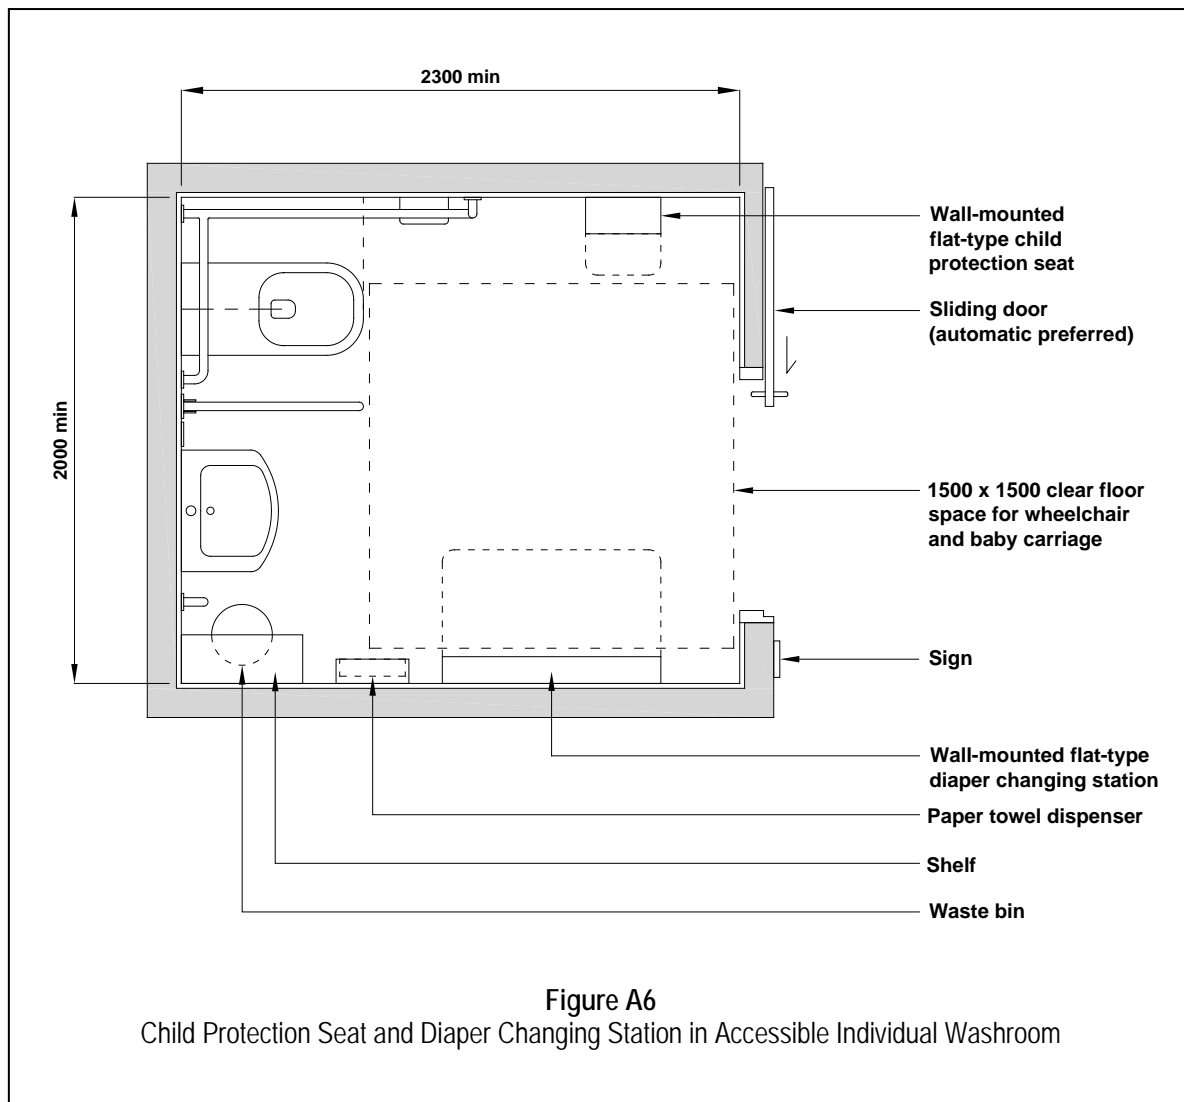 2300 min
2000 min
Wall-mounted
flat-type child
protection seat
Sliding door
(automatic preferred)
1500 x 1500 clear floor
space for wheelchair
and baby carriage
Sign
Wall-mounted flat-type
diaper changing station
Paper towel dispenser
Shelf
Waste bin
Figure A6
Child Protection Seat and Diaper Changing Station in Accessible Individual Washroom